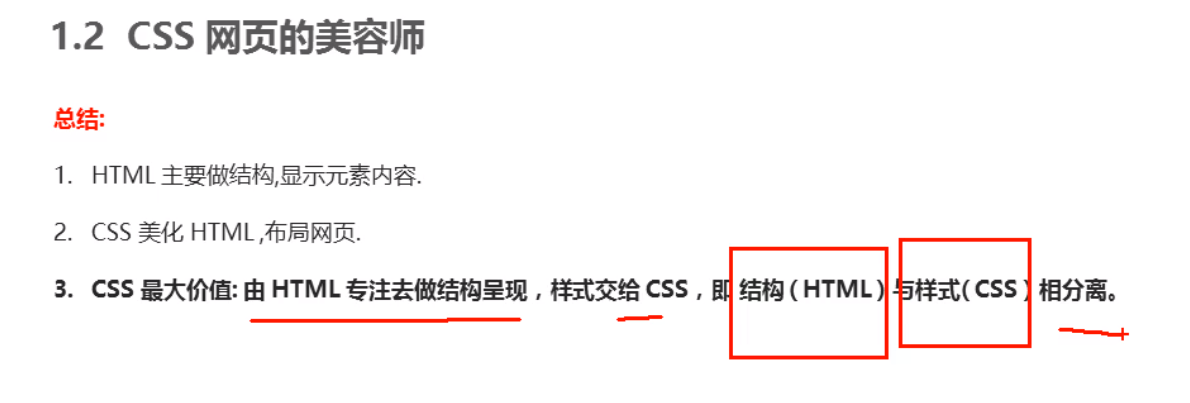 1.2 CSS 网页的美容师
总结:
1. HTML 主要做结构,显示元素内容.
2. CSS 美化 HTML ,布局网页.
3. CSS 最大价值: 由 HTML 专注去做结构呈现，样式交给 CSS，即 结构 ( HTML ) 与样式( CSS ) 相分离。